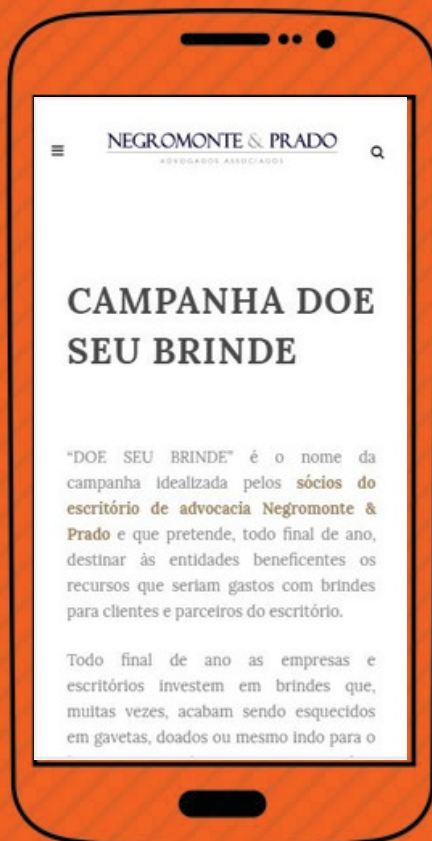 NEGROMONTE & PRADO
ADVOGADOS ASSOCIADOS
CAMPANHA DOE
SEU BRINDE
“DOE SEU BRINDE” é o nome da
campanha idealizada pelos sócios do
escritório de advocacia Negromonte &
Prado e que pretende, todo final de ano,
destinar às entidades beneficentes os
recursos que seriam gastos com brindes
para clientes e parceiros do escritório.
Todo final de ano as empresas e
escritórios investem em brindes que,
muitas vezes, acabam sendo esquecidos
em gavetas, doados ou mesmo indo para o